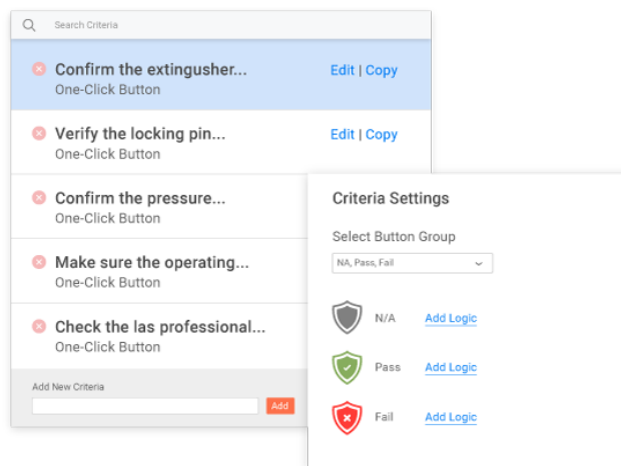 Search Criteria
Confirm the extingusher...
Edit | Copy
One-Click Button
Verify the locking pin...
Edit | Copy
One-Click Button
Confirm the pressure...
One-Click Button
Make sure the operating...
One-Click Button
Check the las professional...
One-Click Button
Add New Criteria
Add
Criteria Settings
Select Button Group
NA, Pass, Fail
N/A
Add Logic
Pass
Add Logic
Fail
Add Logic